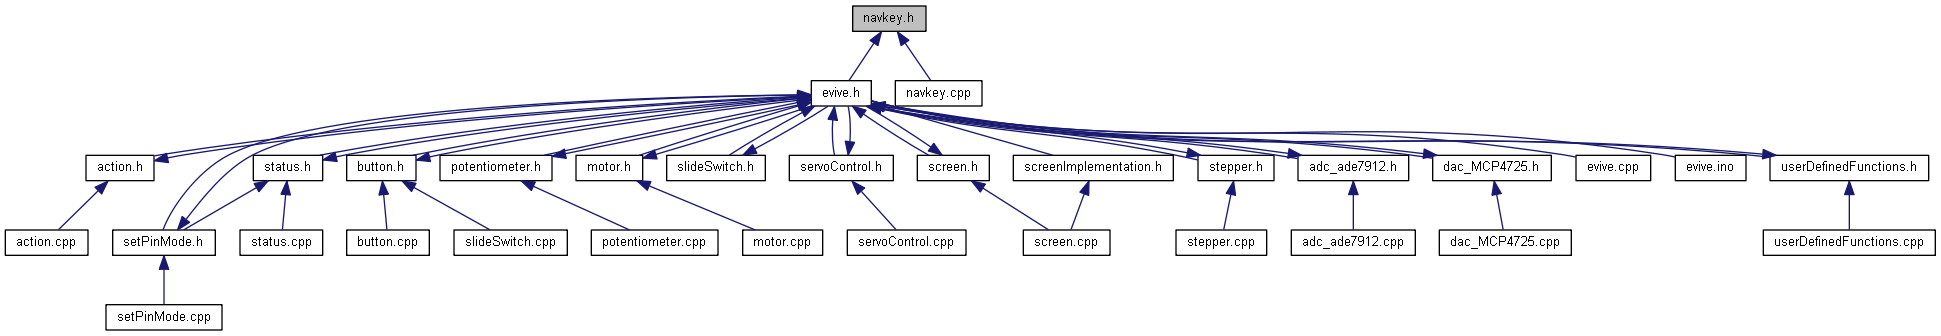 navkey.h
evive.h
navkey.cpp
action.h
status.h
button.h
potentiometer.h
motor.h
slideSwitch.h
servoControl.h
screen.h
screenImplementation.h
stepper.h
adc_ade7912.h
dac_MCP4725.h
evive.cpp
evive.ino
userDefinedFunctions.h
action.cpp
setPinMode.h
status.cpp
button.cpp
slideSwitch.cpp
potentiometer.cpp
motor.cpp
servoControl.cpp
screen.cpp
stepper.cpp
adc_ade7912.cpp
dac_MCP4725.cpp
userDefinedFunctions.cpp
setPinMode.cpp